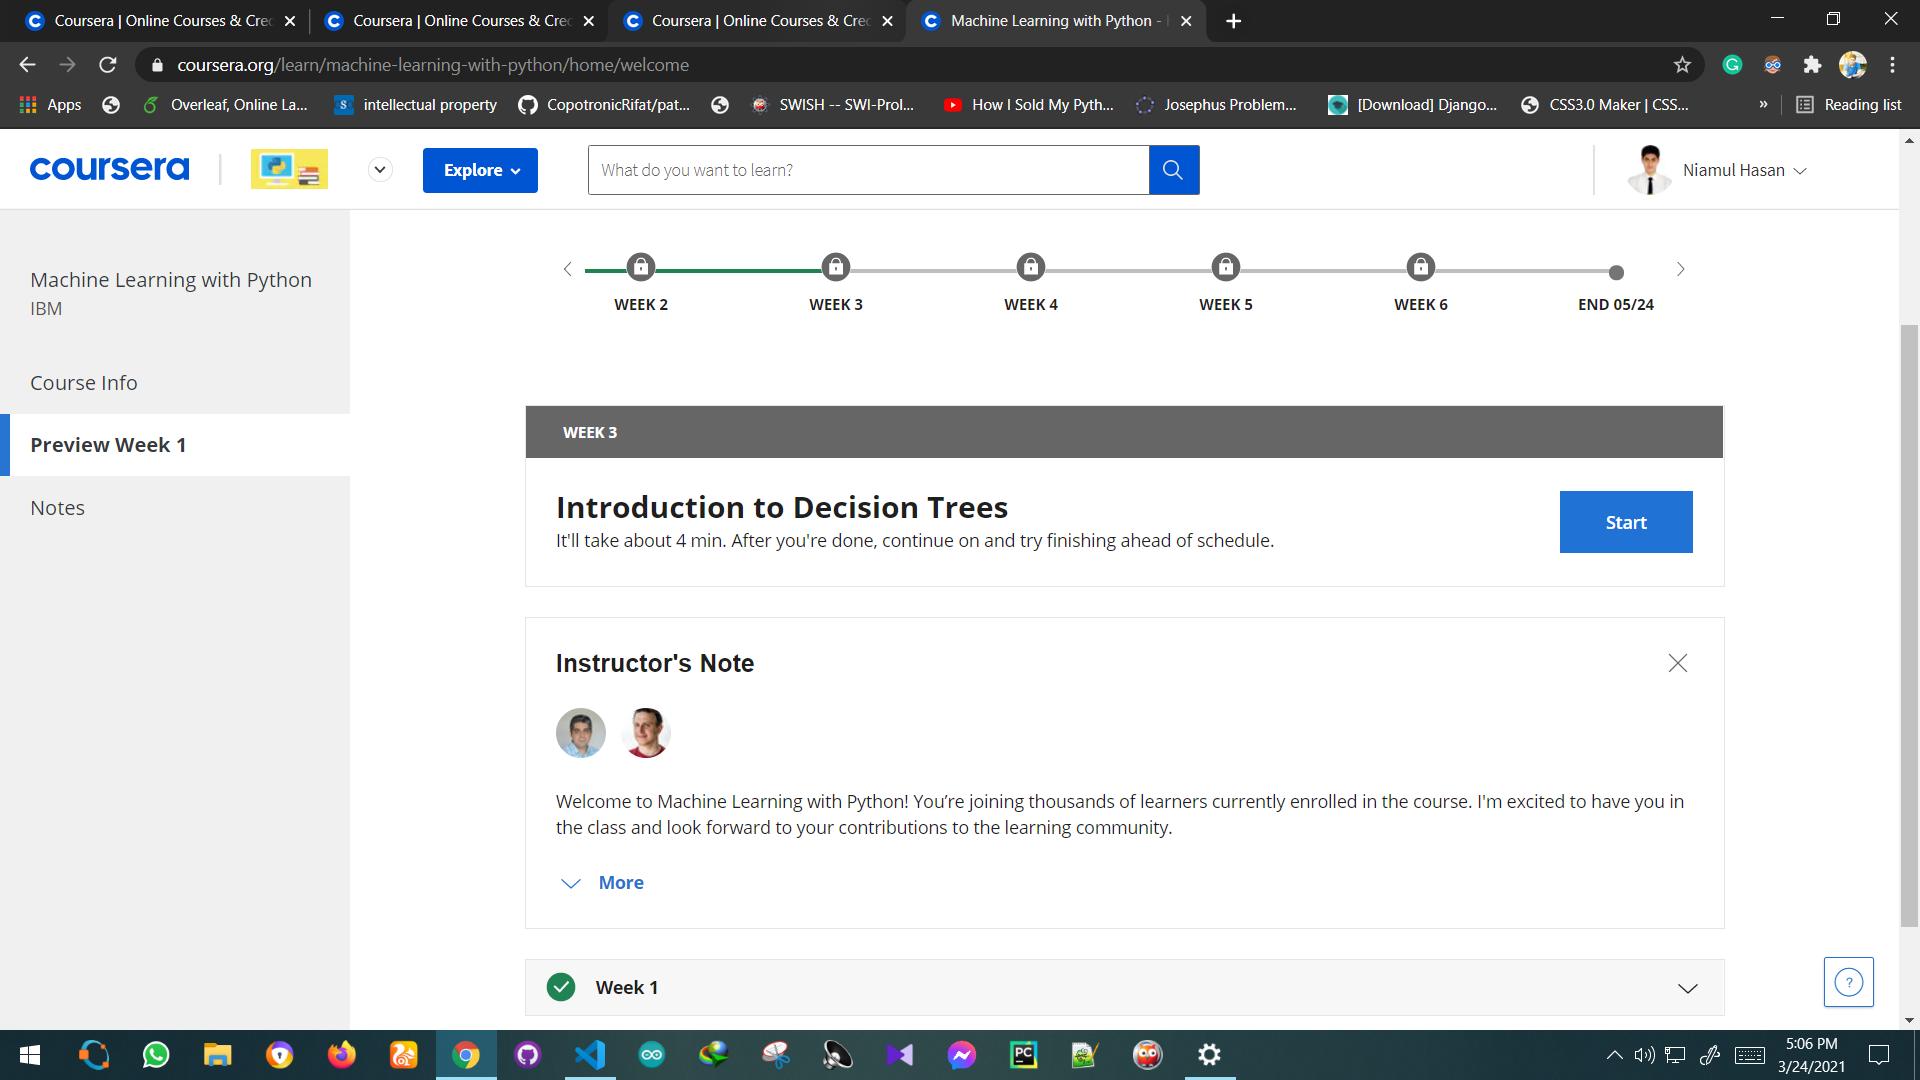 Coursera | Online Courses & Cred
Coursera | Online Courses & Cred
Coursera | Online Courses & Cred
Machine Learning with Python -
coursera.org/learn/machine-learning-with-python/home/welcome
Apps
Overleaf, Online La...
intellectual property
CopotronicRifat/pat...
SWISH -- SWI-Prol...
How I Sold My Pyth...
Josephus Problem...
[Download] Django...
CSS3.0 Maker | CSS...
»
Reading list
coursera
Explore
What do you want to learn?
Niamul Hasan
Machine Learning with Python
IBM
Course Info
Preview Week 1
Notes
WEEK 2
WEEK 3
WEEK 4
WEEK 5
WEEK 6
END 05/24
WEEK 3
Introduction to Decision Trees
It'll take about 4 min. After you're done, continue on and try finishing ahead of schedule.
Start
Instructor's Note
Welcome to Machine Learning with Python! You’re joining thousands of learners currently enrolled in the course. I'm excited to have you in
the class and look forward to your contributions to the learning community.
More
Week 1
?
PC
5:06 PM
3/24/2021